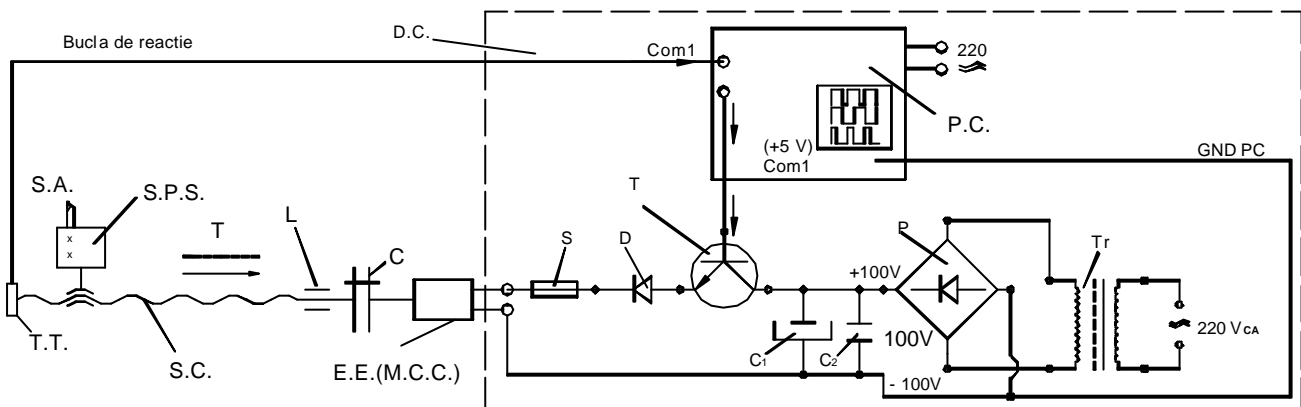 Bucla de reactie
D.C.
Com1
220
P.C.
(+5 V)
Com1
GND PC
S.A.
S.P.S.
T
L
C
S
D
T
P
Tr
+100V
100V
C1
C2
- 100V
220 VCA
T.T.
S.C.
E.E.(M.C.C.)
x
x